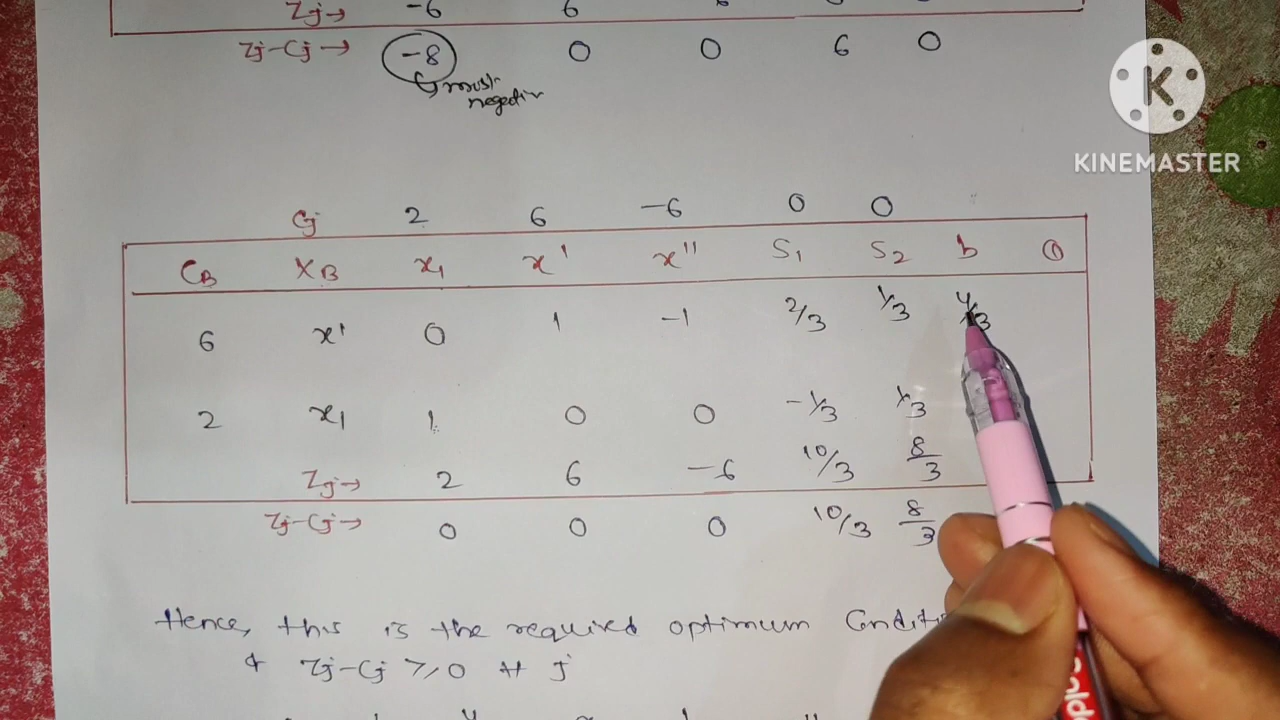 Zj→ -6 6
Zj-Cj→ -8 0 0 6 0
most negative
K
KINEMASTER
Cj 2 6 -6 0 0
CB XB x1 x' x'' S1 S2 b θ
6 x' 0 1 -1 2/3 1/3 4/3
2 x1 1 0 0 -1/3 1/3
Zj→ 2 6 -6 10/3 8/3
Zj-Cj→ 0 0 0 10/3 8/3
Hence, this is the required optimum
& Zj-Cj ≥0 ∀ j